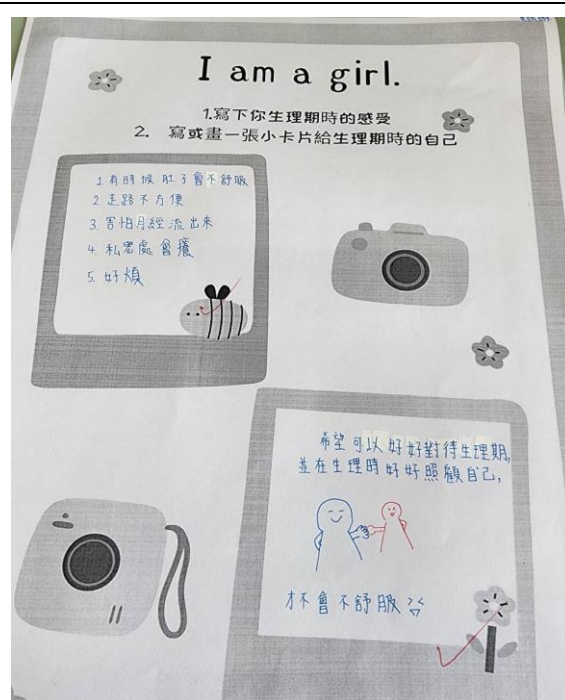 I am a girl.
1.寫下你生理期時的感受
2. 寫或畫一張小卡片給生理期時的自己
1. 有時候肚子會不舒服
2 走路不方便
3. 害怕月經流出來
4. 私密處會癢
5. 好煩
希望可以好好對待生理期,
並在生理時好好照顧自己,
才不會不舒服